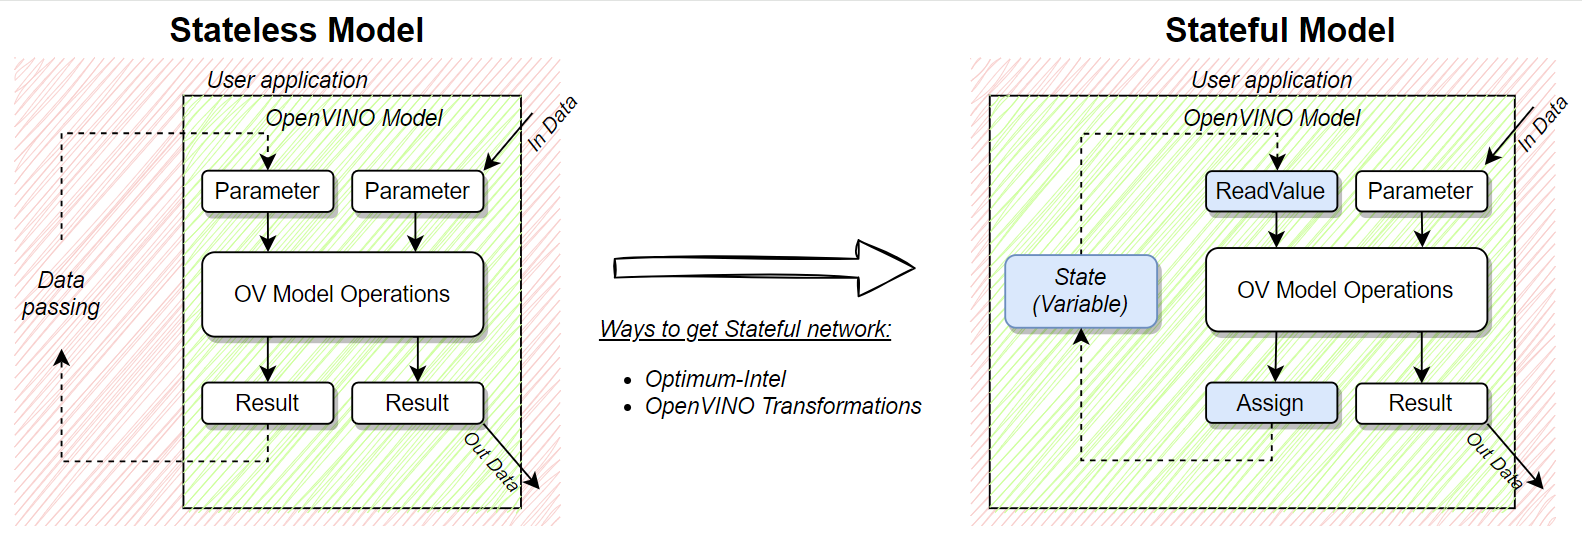 Stateless Model
User application
OpenVINO Model
In Data
Parameter
Parameter
Data
passing
OV Model Operations
Result
Result
Out Data
Ways to get Stateful network:
• Optimum-Intel
• OpenVINO Transformations
Stateful Model
User application
OpenVINO Model
In Data
ReadValue
Parameter
State
(Variable)
OV Model Operations
Assign
Result
Out Data